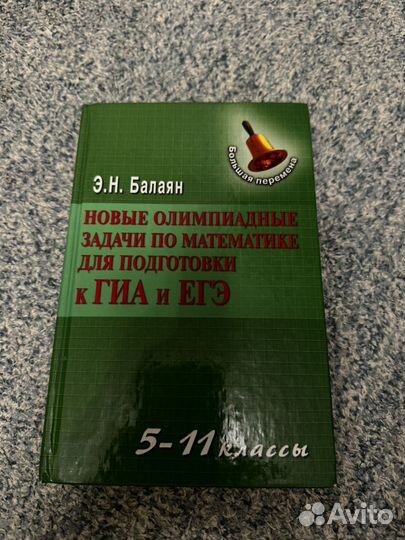 Большая перемена
Э.Н. Балаян
НОВЫЕ ОЛИМПИАДНЫЕ
ЗАДАЧИ ПО МАТЕМАТИКЕ
ДЛЯ ПОДГОТОВКИ
к ГИА и ЕГЭ
5-11 классы
Avito